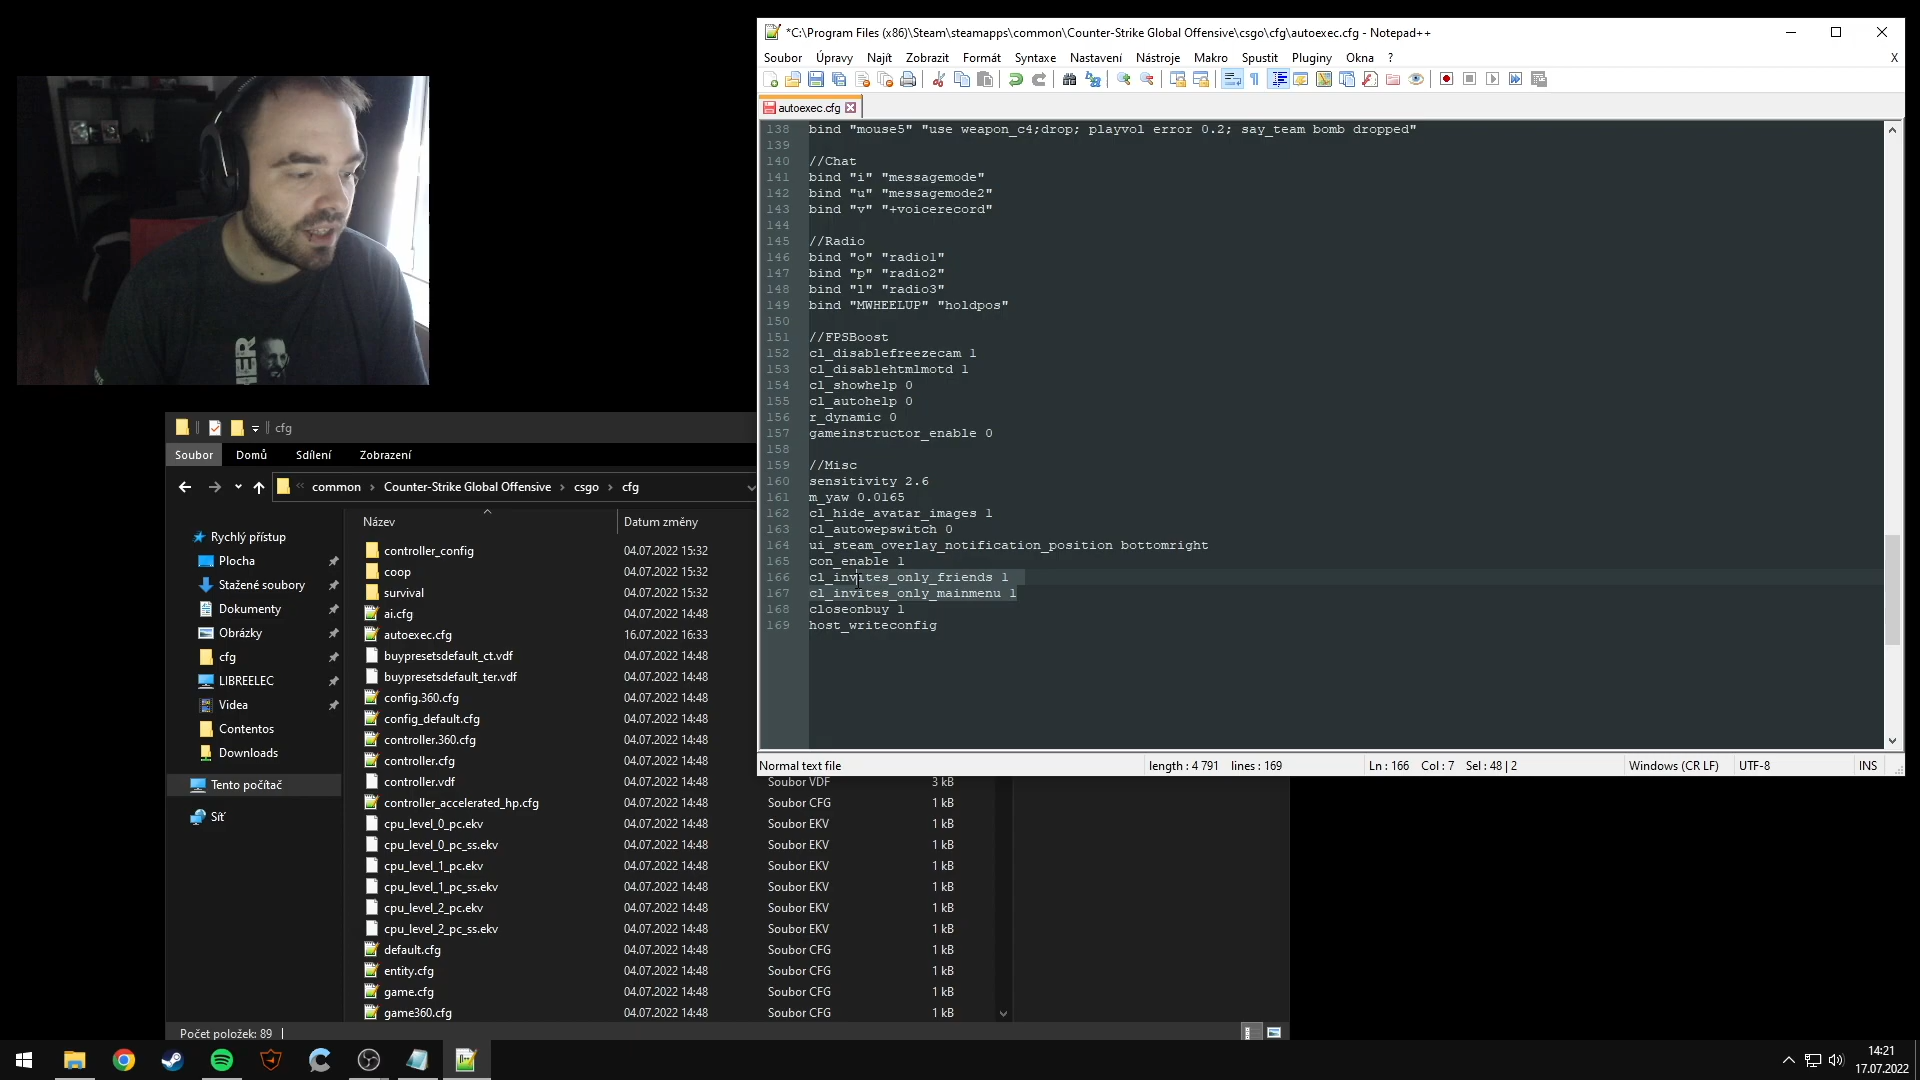 *C:\Program Files (x86)\Steam\steamapps\common\Counter-Strike Global Offensive\csgo\cfg\autoexec.cfg - Notepad++
Soubor Úpravy Najít Zobrazit Formát Syntaxe Nastavení Nástroje Makro Spustit Pluginy Okna ? X
autoexec.cfg
138 bind "mouse5" "use weapon_c4;drop; playvol error 0.2; say_team bomb dropped"
139
140 //Chat
141 bind "i" "messagemode"
142 bind "u" "messagemode2"
143 bind "v" "+voicerecord"
144
145 //Radio
146 bind "o" "radio1"
147 bind "p" "radio2"
148 bind "l" "radio3"
149 bind "MWHEELUP" "holdpos"
150
151 //FPSBoost
152 cl_disablefreezecam 1
153 cl_disablehtmlmotd 1
154 cl_showhelp 0
155 cl_autohelp 0
156 r_dynamic 0
157 gameinstructor_enable 0
158
159 //Misc
160 sensitivity 2.6
161 m_yaw 0.0165
162 cl_hide_avatar_images 1
163 cl_autowepswitch 0
164 ui_steam_overlay_notification_position bottomright
165 con_enable 1
166 cl_invites_only_friends 1
167 cl_invites_only_mainmenu 1
168 closeonbuy 1
169 host_writeconfig
Normal text file length : 4 791 lines : 169 Ln : 166 Col : 7 Sel : 48 | 2 Windows (CR LF) UTF-8 INS
cfg
Soubor Domů Sdílení Zobrazení
« common › Counter-Strike Global Offensive › csgo › cfg
Rychlý přístup
Plocha
Stažené soubory
Dokumenty
Obrázky
cfg
LIBREELEC
Videa
Contentos
Downloads
Tento počítač
Síť
Název Datum změny
controller_config 04.07.2022 15:32
coop 04.07.2022 15:32
survival 04.07.2022 15:32
ai.cfg 04.07.2022 14:48
autoexec.cfg 16.07.2022 16:33
buypresetsdefault_ct.vdf 04.07.2022 14:48
buypresetsdefault_ter.vdf 04.07.2022 14:48
config.360.cfg 04.07.2022 14:48
config_default.cfg 04.07.2022 14:48
controller.360.cfg 04.07.2022 14:48
controller.cfg 04.07.2022 14:48
controller.vdf 04.07.2022 14:48 Soubor VDF 3 kB
controller_accelerated_hp.cfg 04.07.2022 14:48 Soubor CFG 1 kB
cpu_level_0_pc.ekv 04.07.2022 14:48 Soubor EKV 1 kB
cpu_level_0_pc_ss.ekv 04.07.2022 14:48 Soubor EKV 1 kB
cpu_level_1_pc.ekv 04.07.2022 14:48 Soubor EKV 1 kB
cpu_level_1_pc_ss.ekv 04.07.2022 14:48 Soubor EKV 1 kB
cpu_level_2_pc.ekv 04.07.2022 14:48 Soubor EKV 1 kB
cpu_level_2_pc_ss.ekv 04.07.2022 14:48 Soubor EKV 1 kB
default.cfg 04.07.2022 14:48 Soubor CFG 1 kB
entity.cfg 04.07.2022 14:48 Soubor CFG 1 kB
game.cfg 04.07.2022 14:48 Soubor CFG 1 kB
game360.cfg 04.07.2022 14:48 Soubor CFG 1 kB
Počet položek: 89
14:21
17.07.2022